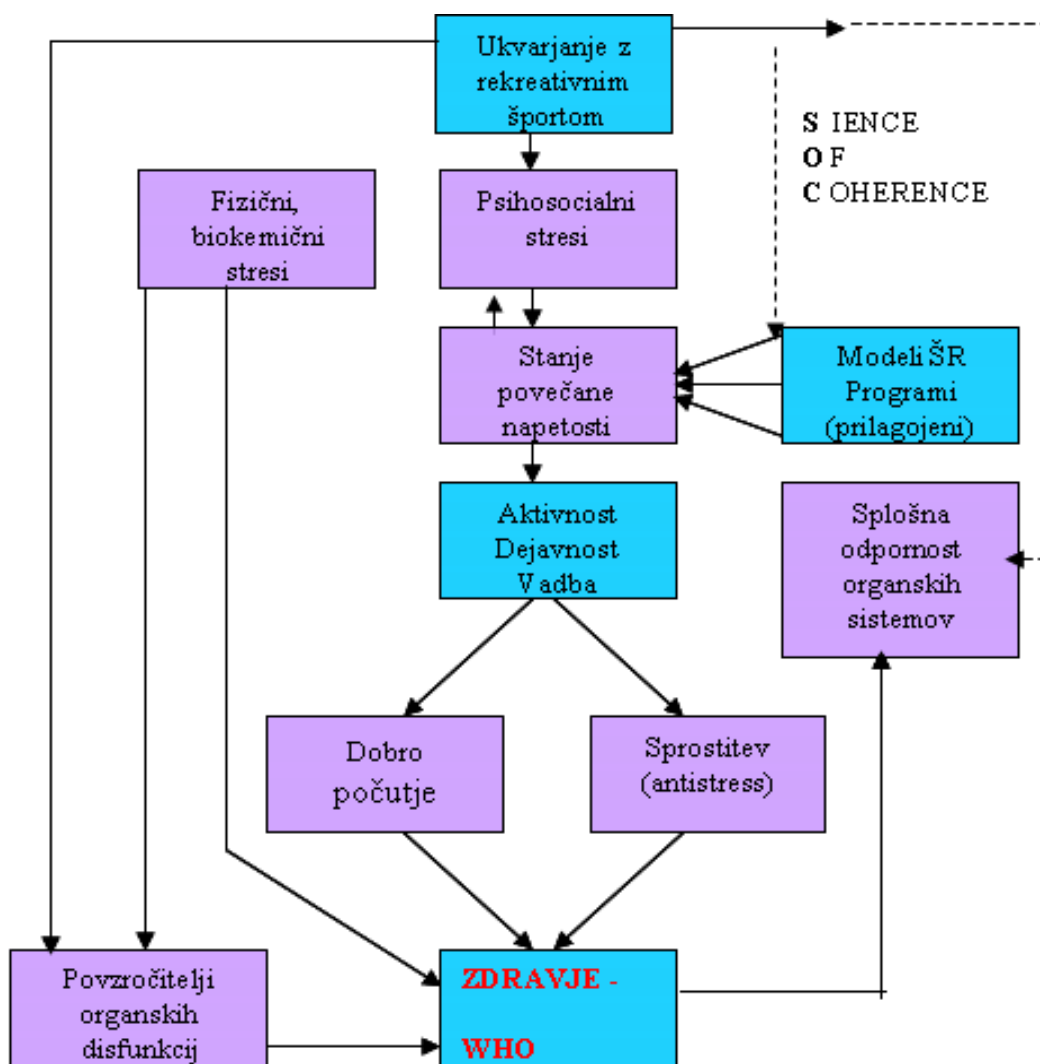 Ukvarjanje z
rekreativnim
športom
S IENCE
O F
C OHERENCE
Fizični,
biokemični
stresi
Psihosocialni
stresi
Stanje
povečane
napetosti
Modeli ŠR
Programi
(prilagojeni)
Aktivnost
Dejavnost
Vadba
Splošna
odpornost
organskih
sistemov
Dobro
počutje
Sprostitev
(antistress)
Povzročitelji
organskih
disfunkcij
ZDRAVJE -
WHO